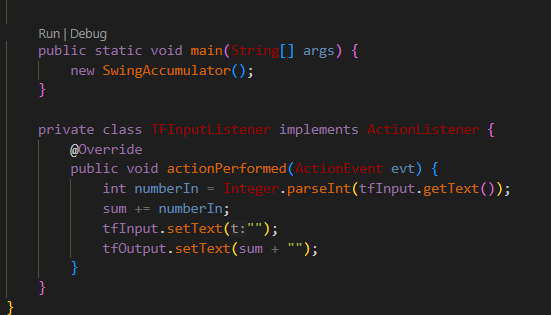 Run | Debug
public static void main(String[] args) {
new SwingAccumulator();
}
private class TFInputListener implements ActionListener {
@Override
public void actionPerformed(ActionEvent evt) {
int numberIn = Integer.parseInt(tfInput.getText());
sum += numberIn;
tfInput.setText(t:"");
tfOutput.setText(sum + "");
}
}
}